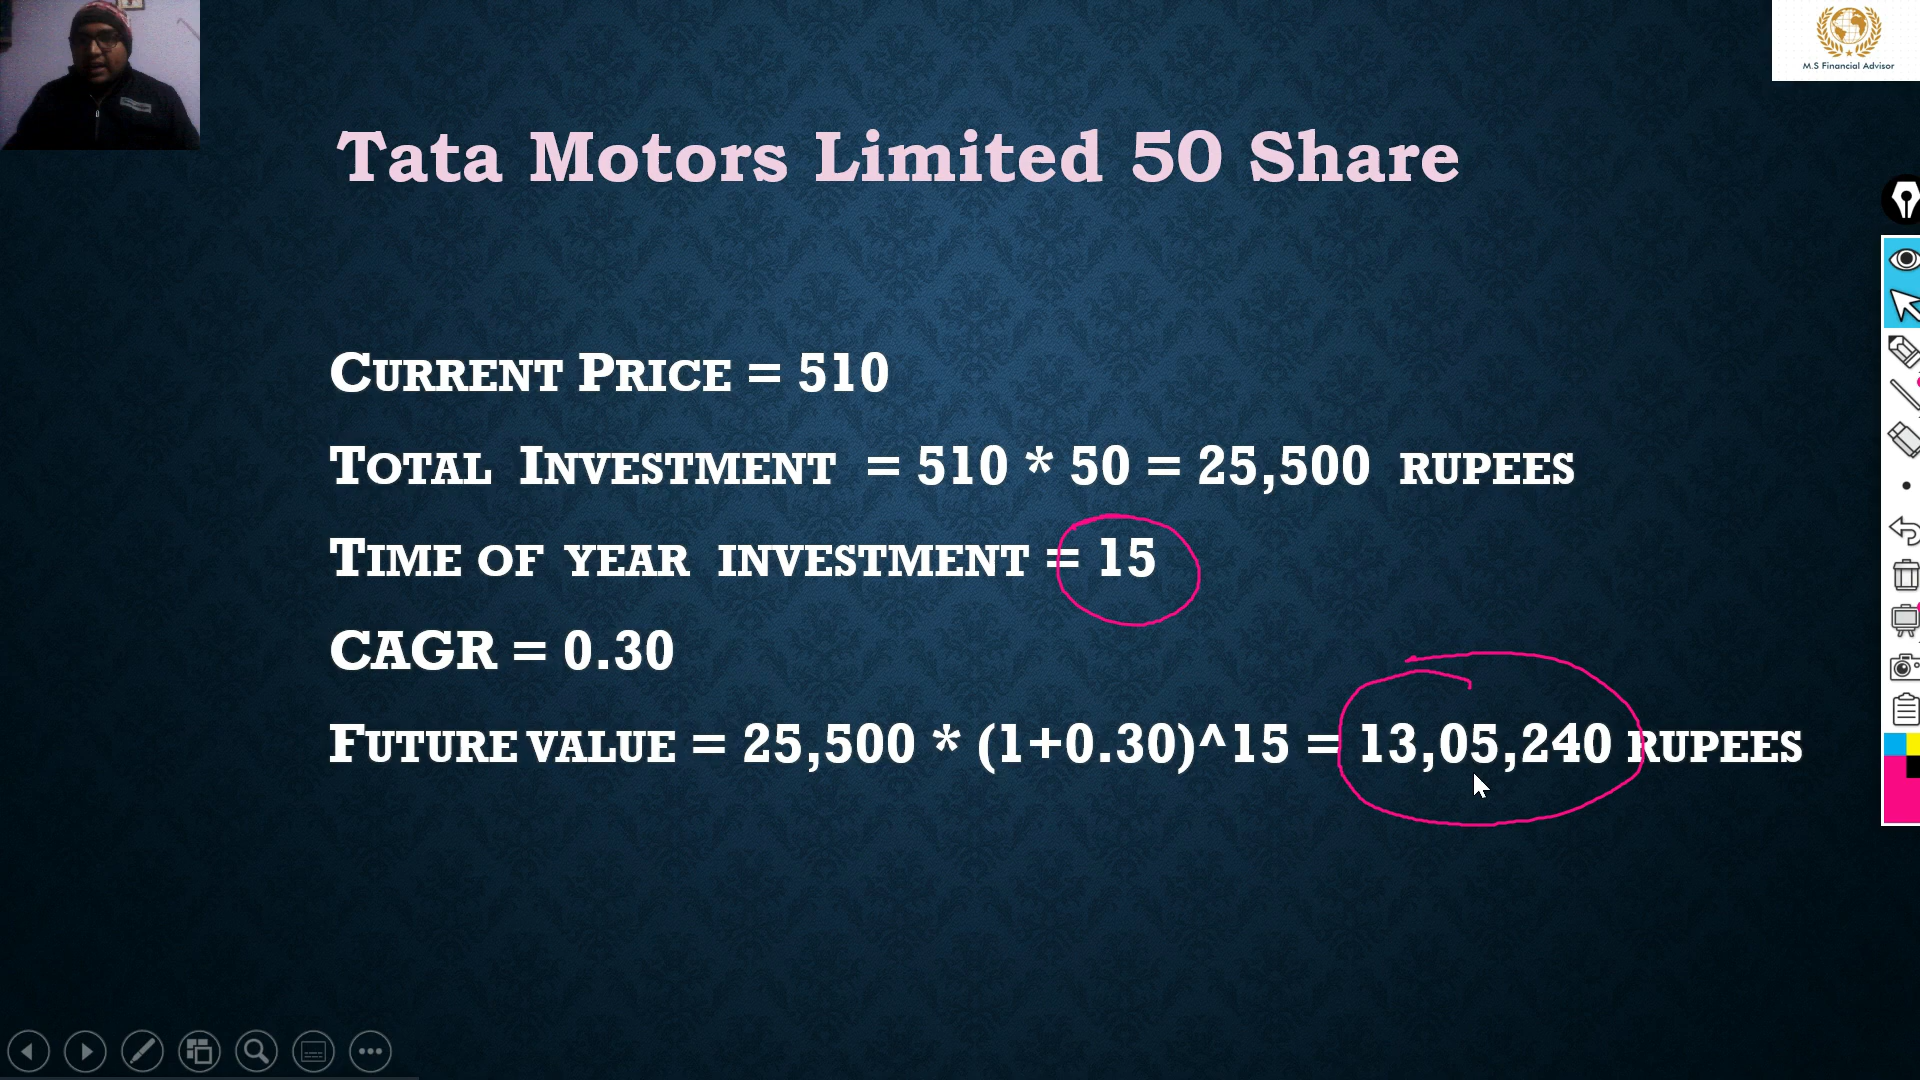 M.S Financial Advisor
Tata Motors Limited 50 Share
CURRENT PRICE = 510
TOTAL INVESTMENT = 510 * 50 = 25,500 RUPEES
TIME OF YEAR INVESTMENT = 15
CAGR = 0.30
FUTURE VALUE = 25,500 * (1+0.30)^15 = 13,05,240 RUPEES